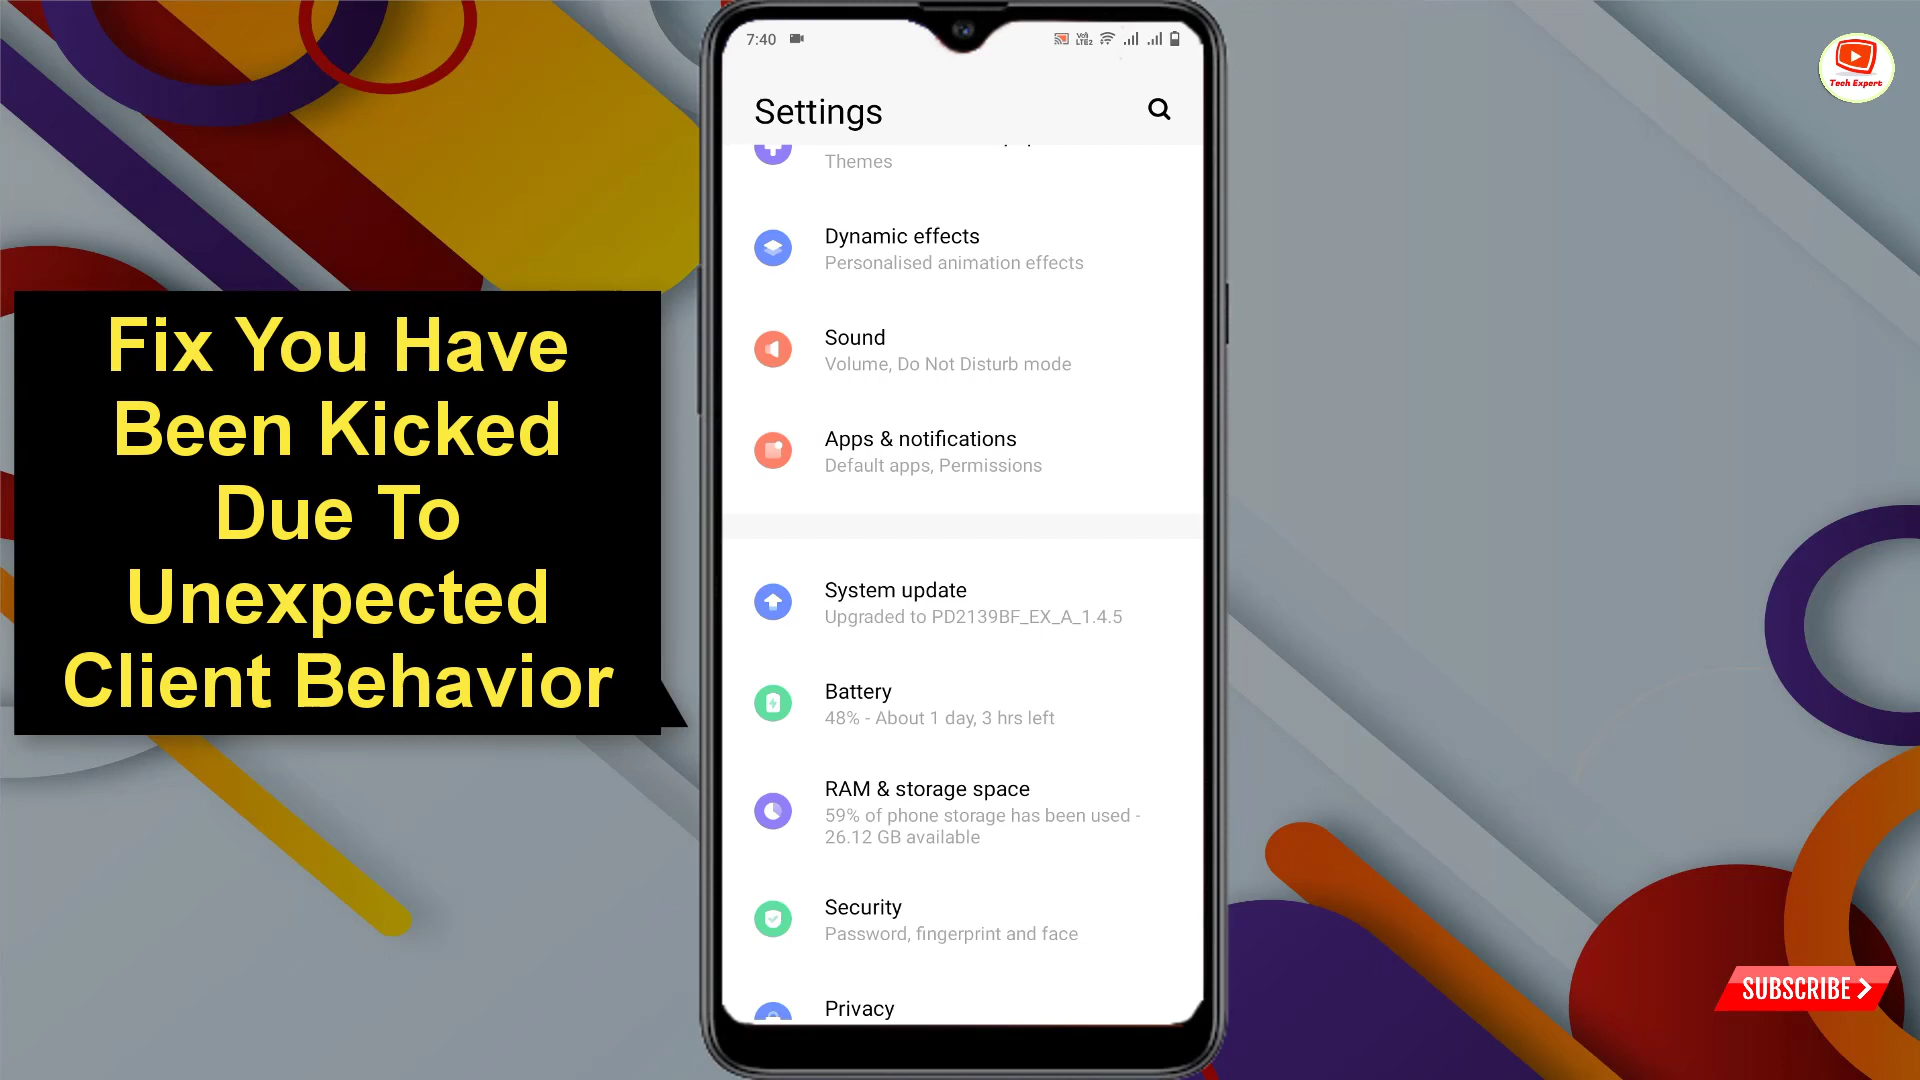 7:40
Vo))
LTE2
Settings
Themes
Dynamic effects
Personalised animation effects
Sound
Volume, Do Not Disturb mode
Apps & notifications
Default apps, Permissions
System update
Upgraded to PD2139BF_EX_A_1.4.5
Battery
48% - About 1 day, 3 hrs left
RAM & storage space
59% of phone storage has been used -
26.12 GB available
Security
Password, fingerprint and face
Privacy
Fix You Have
Been Kicked
Due To
Unexpected
Client Behavior
Tech Expert
SUBSCRIBE